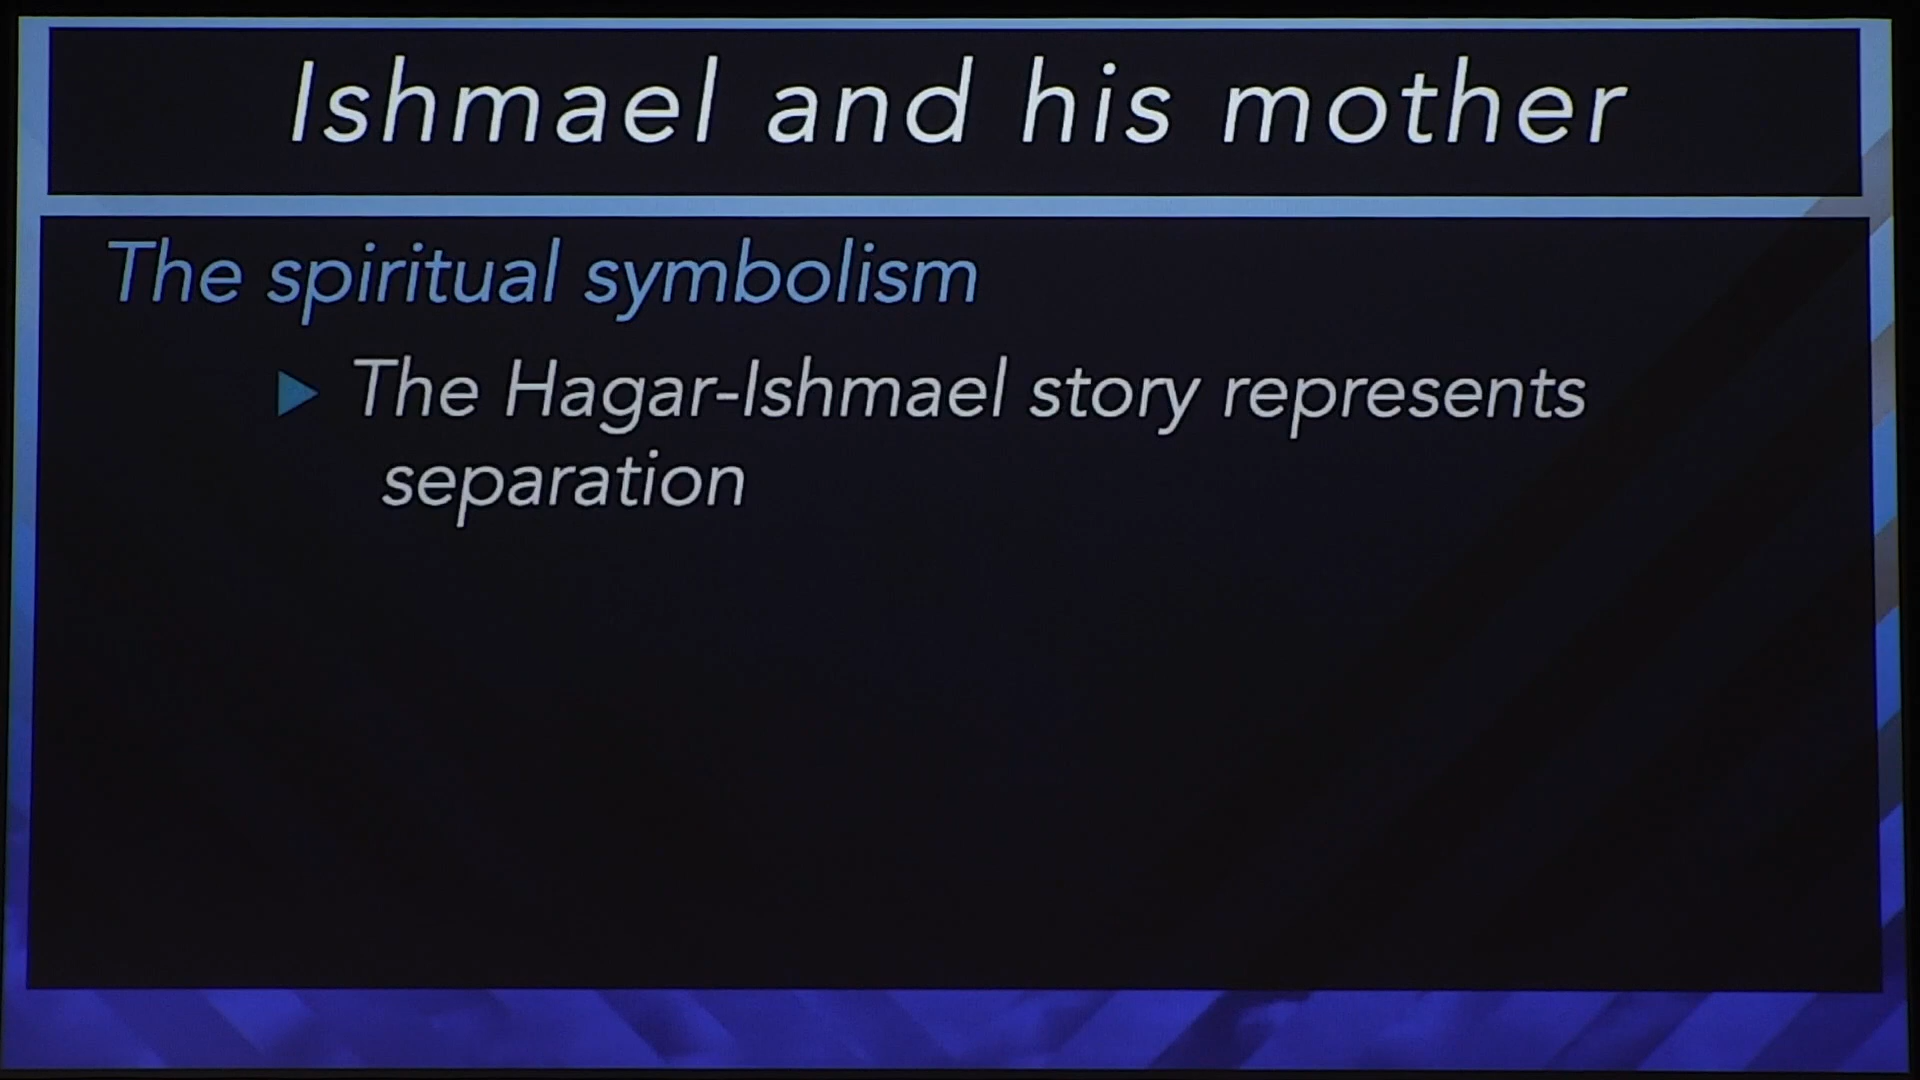 Ishmael and his mother
The spiritual symbolism
The Hagar-Ishmael story represents
separation